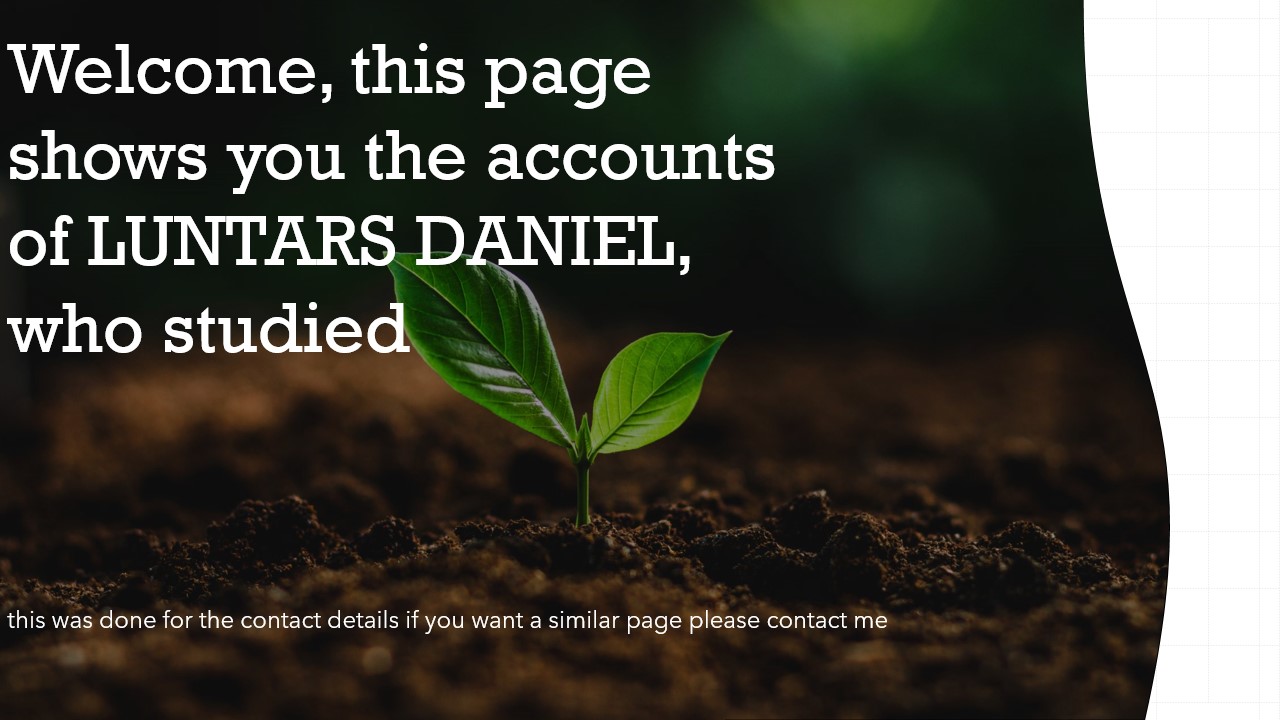 Welcome, this page
shows you the accounts
of LUNTARS DANIEL,
who studied
this was done for the contact details if you want a similar page please contact me